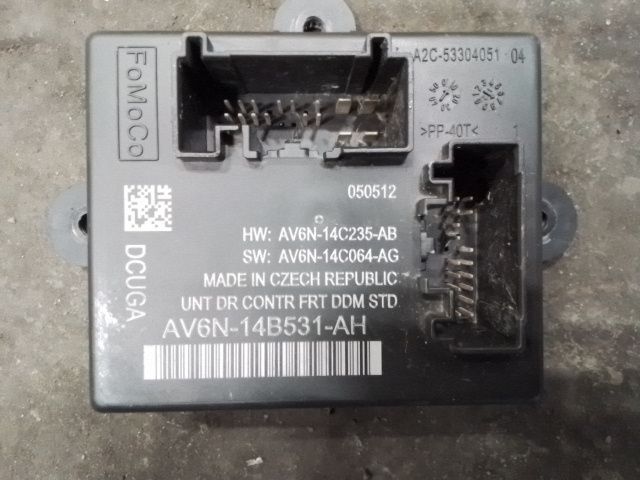 FoMoCo
A2C-53304051 04
>PP-40T< 1
050512
HW: AV6N-14C235-AB
SW: AV6N-14C064-AG
MADE IN CZECH REPUBLIC
UNT DR CONTR FRT DDM STD
DCUGA
AV6N-14B531-AH